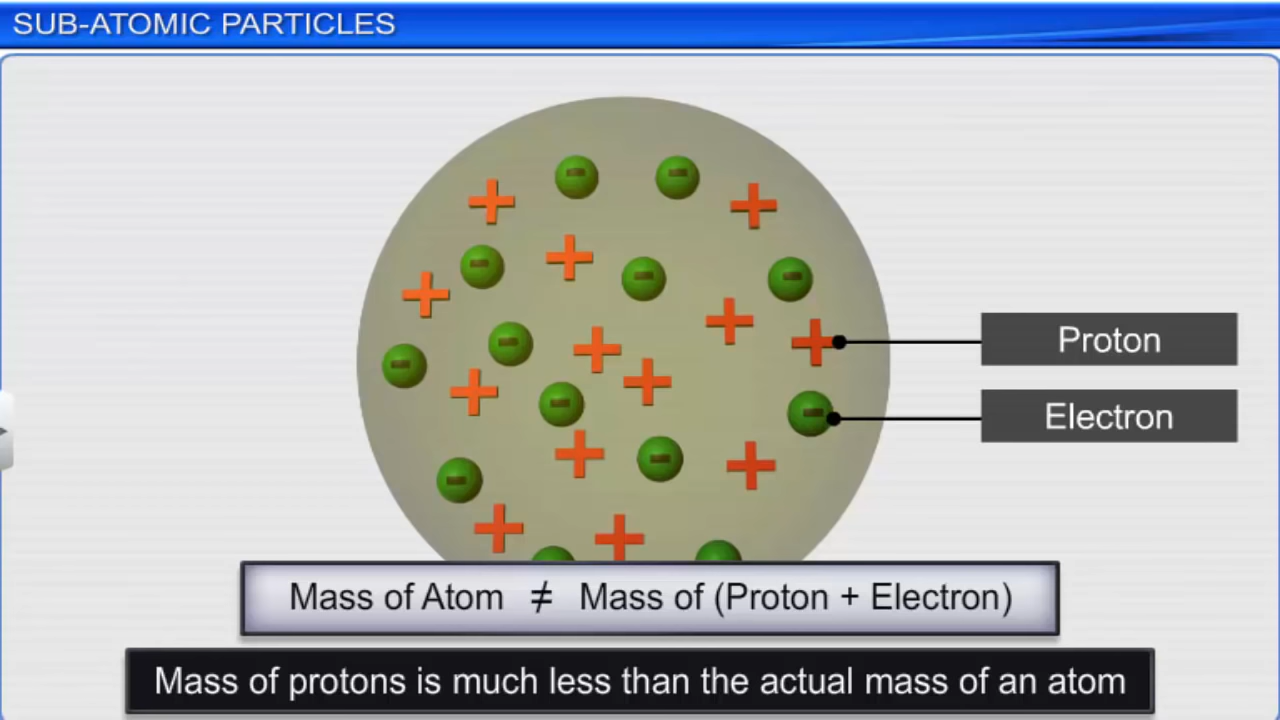 SUB-ATOMIC PARTICLES
Proton
Electron
Mass of Atom ≠ Mass of (Proton + Electron)
Mass of protons is much less than the actual mass of an atom